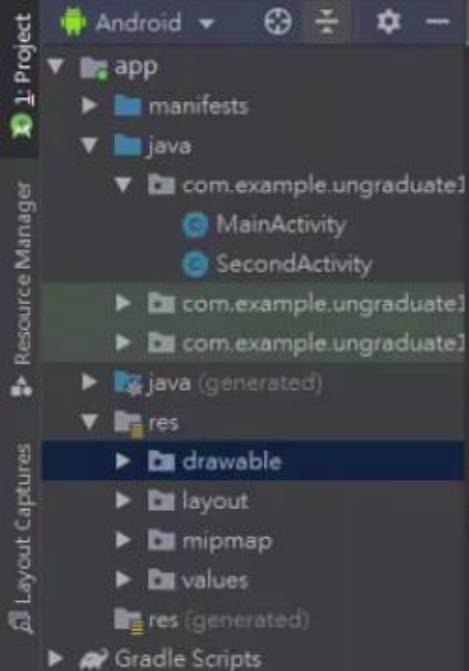 Android
1: Project
Resource Manager
Layout Captures
app
manifests
java
com.example.ungraduate1
MainActivity
SecondActivity
com.example.ungraduate1
com.example.ungraduate1
java (generated)
res
drawable
layout
mipmap
values
res (generated)
Gradle Scripts